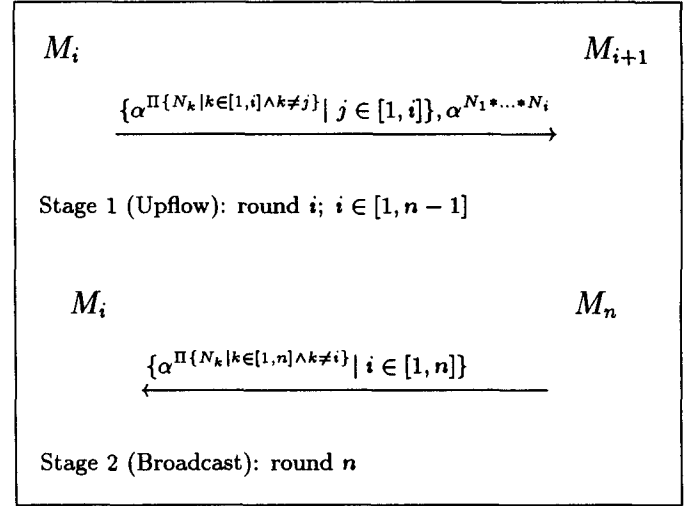 M_i M_{i+1}
{α^{Π{N_k|k∈[1,i]∧k≠j}}| j ∈ [1, i]}, α^{N_1*...*N_i}
Stage 1 (Upflow): round i; i ∈ [1, n − 1]
M_i M_n
{α^{Π{N_k|k∈[1,n]∧k≠i}}| i ∈ [1, n]}
Stage 2 (Broadcast): round n